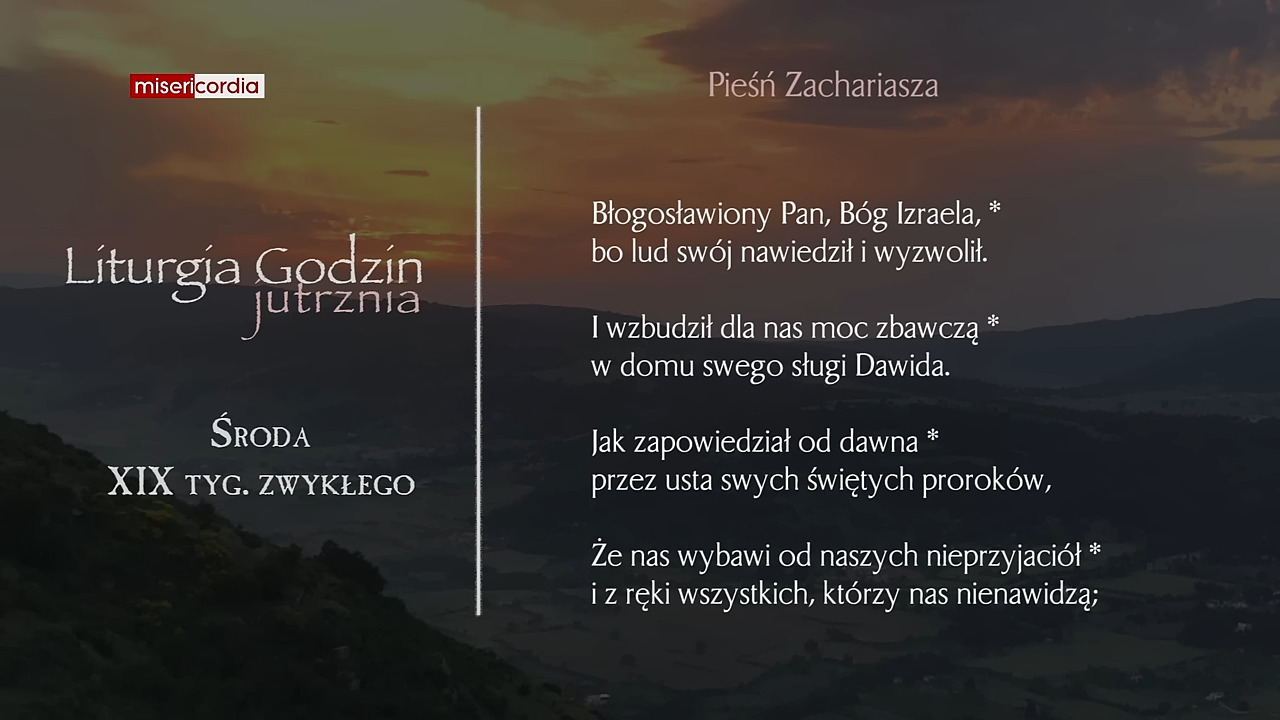 misericordia
Liturgia Godzin
jutrznia
Środa
XIX tyg. zwykłego
Pieśń Zachariasza
Błogosławiony Pan, Bóg Izraela, *
bo lud swój nawiedził i wyzwolił.
I wzbudził dla nas moc zbawczą *
w domu swego sługi Dawida.
Jak zapowiedział od dawna *
przez usta swych świętych proroków,
Że nas wybawi od naszych nieprzyjaciół *
i z ręki wszystkich, którzy nas nienawidzą;